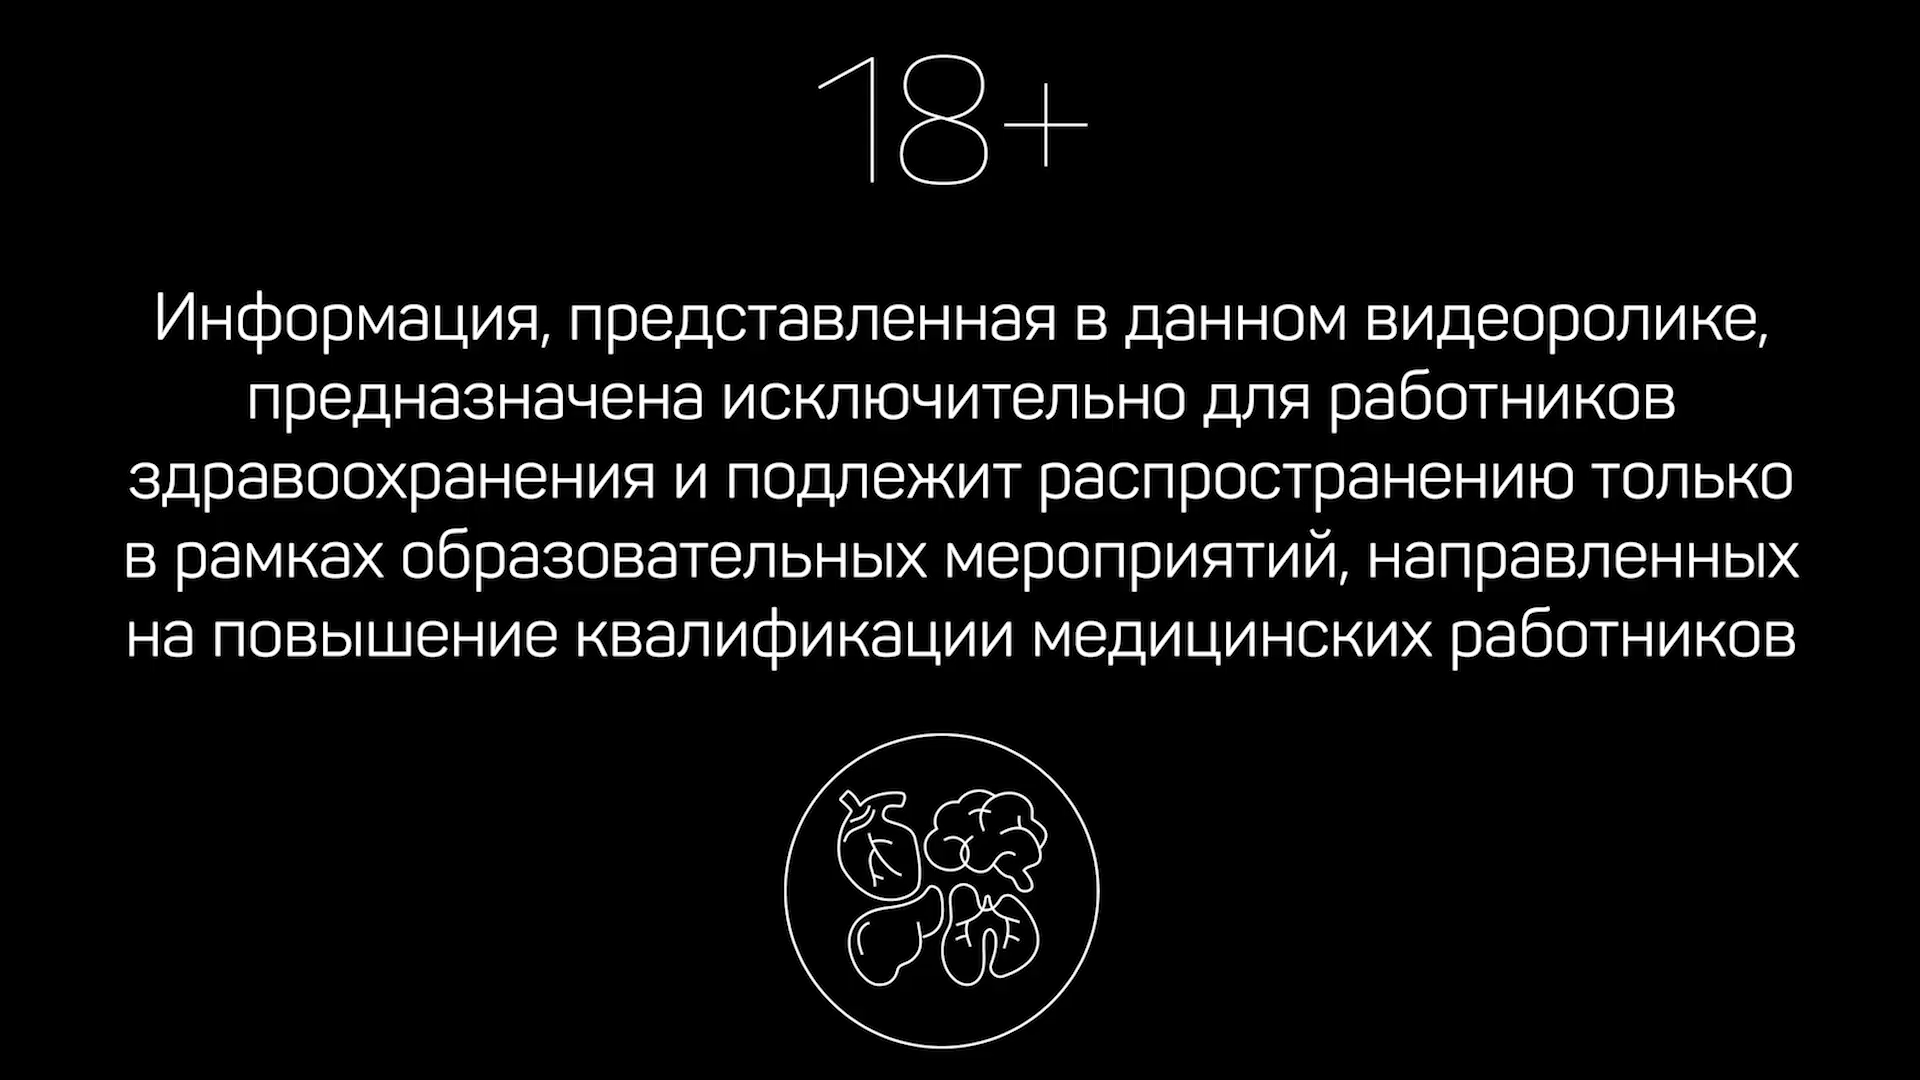 18+
Информация, представленная в данном видеоролике,
предназначена исключительно для работников
здравоохранения и подлежит распространению только
в рамках образовательных мероприятий, направленных
на повышение квалификации медицинских работников